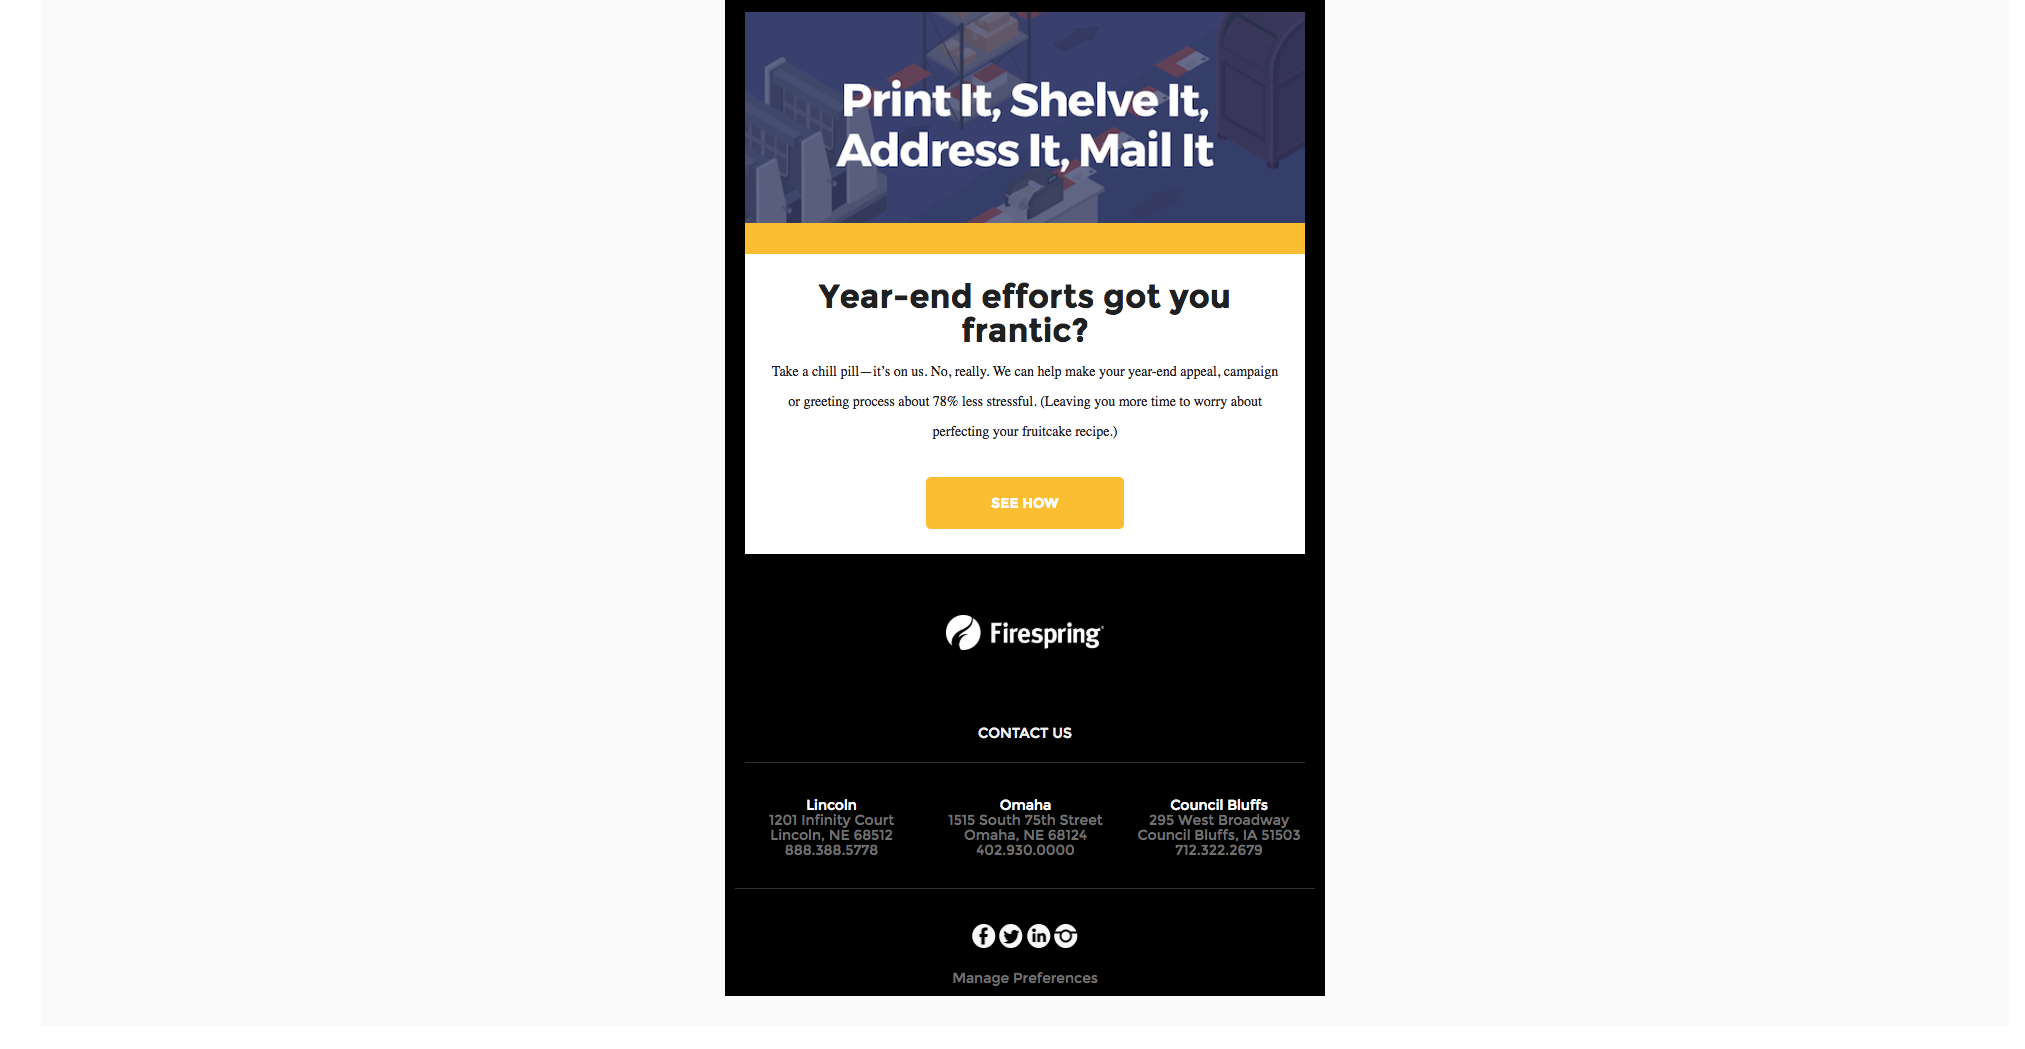 Print It, Shelve It,
Address It, Mail It
Year-end efforts got you
frantic?
Take a chill pill—it’s on us. No, really. We can help make your year-end appeal, campaign
or greeting process about 78% less stressful. (Leaving you more time to worry about
perfecting your fruitcake recipe.)
SEE HOW
Firespring
CONTACT US
Lincoln
1201 Infinity Court
Lincoln, NE 68512
888.388.5778
Omaha
1515 South 75th Street
Omaha, NE 68124
402.930.0000
Council Bluffs
295 West Broadway
Council Bluffs, IA 51503
712.322.2679
Manage Preferences